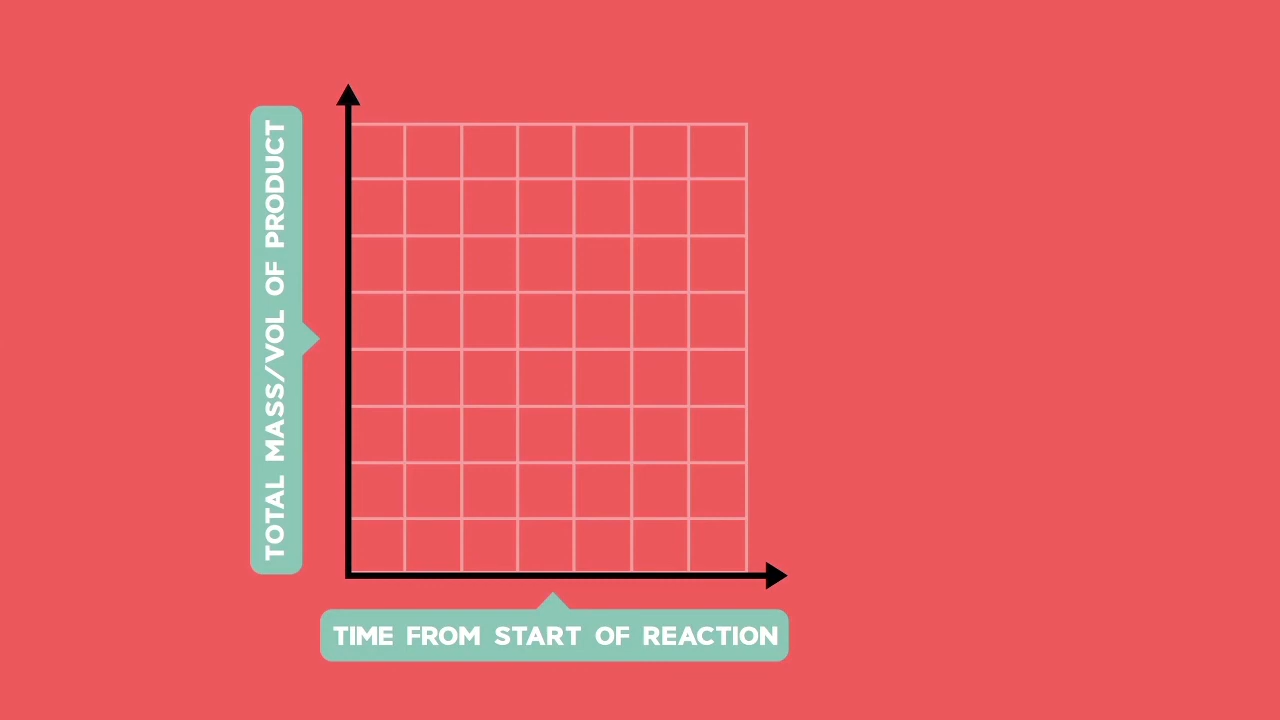 TOTAL MASS/VOL OF PRODUCT
TIME FROM START OF REACTION